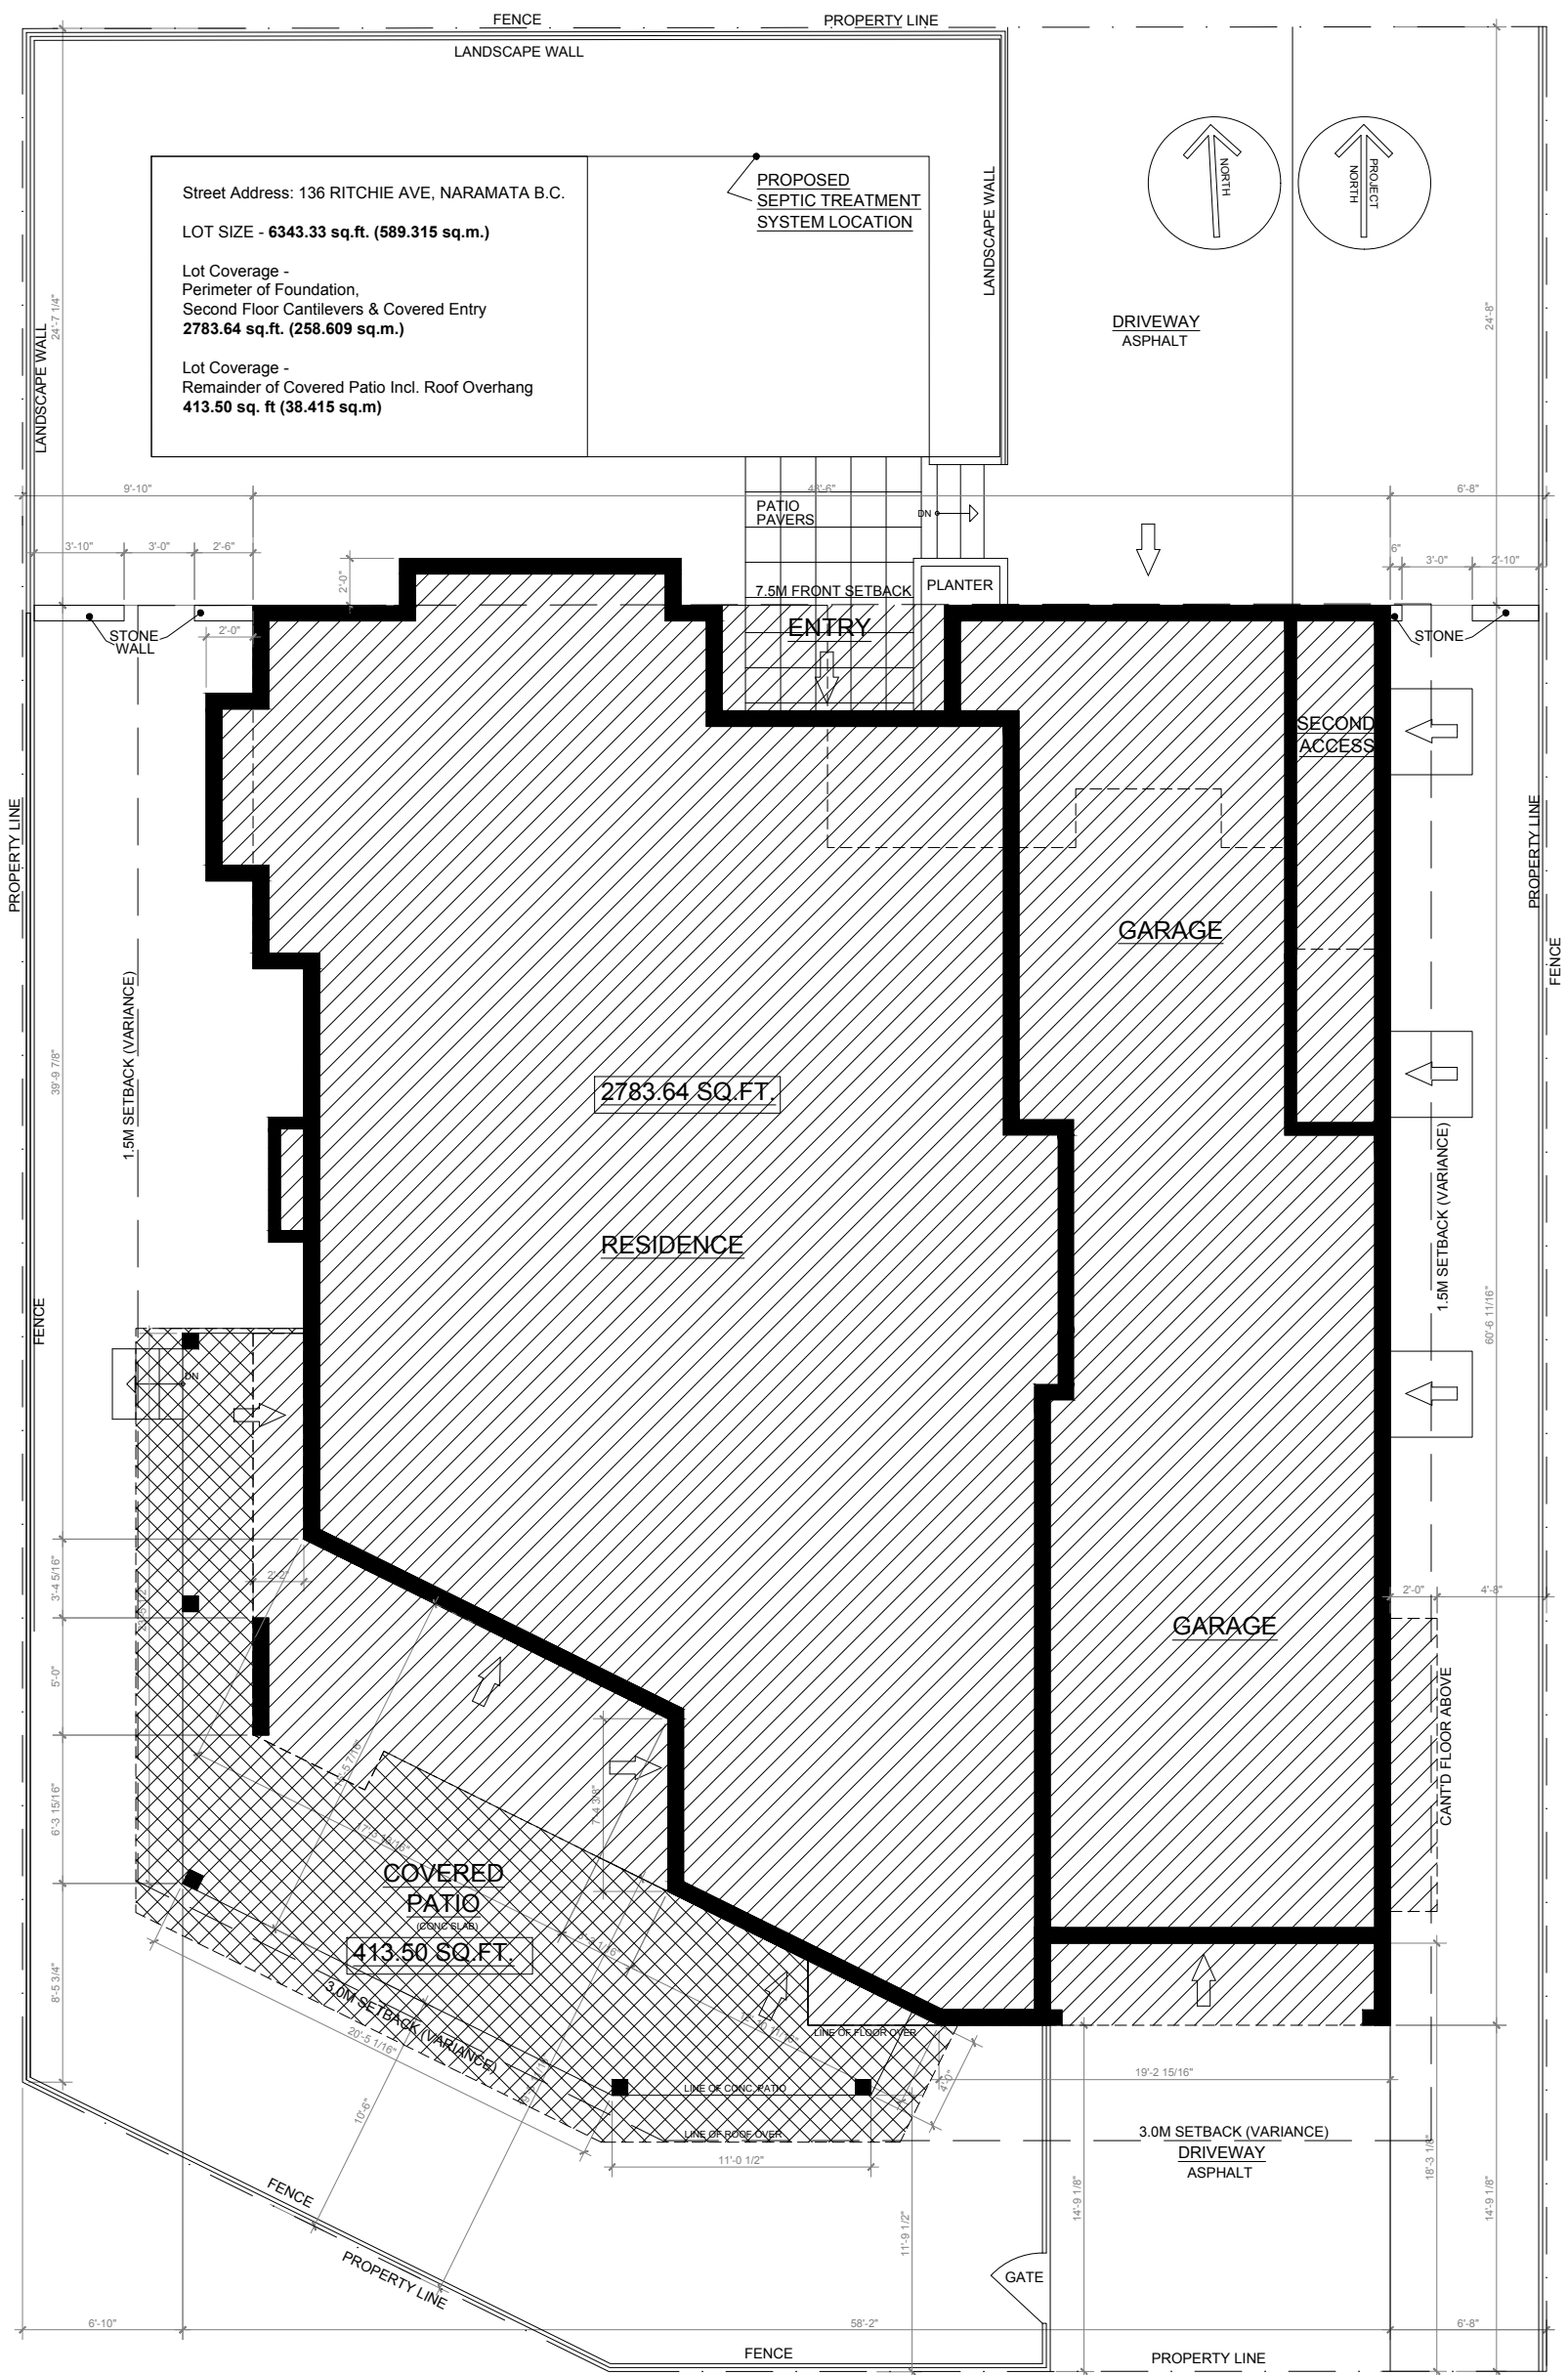 FENCE
PROPERTY LINE
LANDSCAPE WALL
Street Address: 136 RITCHIE AVE, NARAMATA B.C.
LOT SIZE - 6343.33 sq.ft. (589.315 sq.m.)
Lot Coverage -
Perimeter of Foundation,
Second Floor Cantilevers & Covered Entry
2783.64 sq.ft. (258.609 sq.m.)
Lot Coverage -
Remainder of Covered Patio Incl. Roof Overhang
413.50 sq. ft (38.415 sq.m)
PROPOSED
SEPTIC TREATMENT
SYSTEM LOCATION
LANDSCAPE WALL
NORTH
PROJECT
NORTH
DRIVEWAY
ASPHALT
24'-7 1/4"
24'-8"
LANDSCAPE WALL
9'-10"
48'-6"
6'-8"
PATIO
PAVERS
DN
3'-10"
3'-0"
2'-6"
2'-0"
6"
3'-0"
2'-10"
7.5M FRONT SETBACK
PLANTER
STONE
WALL
2'-0"
ENTRY
STONE
SECOND
ACCESS
PROPERTY LINE
PROPERTY LINE
GARAGE
FENCE
1.5M SETBACK (VARIANCE)
39'-9 7/8"
2783.64 SQ.FT.
1.5M SETBACK (VARIANCE)
RESIDENCE
FENCE
60'-6 11/16"
DN
3'-4 5/16"
2'-2"
2'-0"
4'-8"
GARAGE
5'-0"
CANT'D FLOOR ABOVE
6'-3 15/16"
7'-4 3/8"
COVERED
PATIO
(CONC SLAB)
413.50 SQ.FT.
8'-5 3/4"
3.0M SETBACK (VARIANCE)
20'-5 1/16"
LINE OF FLOOR OVER
LINE OF CONC. PATIO
4'-0"
19'-2 15/16"
10'-6"
LINE OF ROOF OVER
3.0M SETBACK (VARIANCE)
DRIVEWAY
ASPHALT
11'-0 1/2"
18'-3 1/8"
FENCE
11'-9 1/2"
14'-9 1/8"
14'-9 1/8"
PROPERTY LINE
GATE
6'-10"
58'-2"
6'-8"
FENCE
PROPERTY LINE